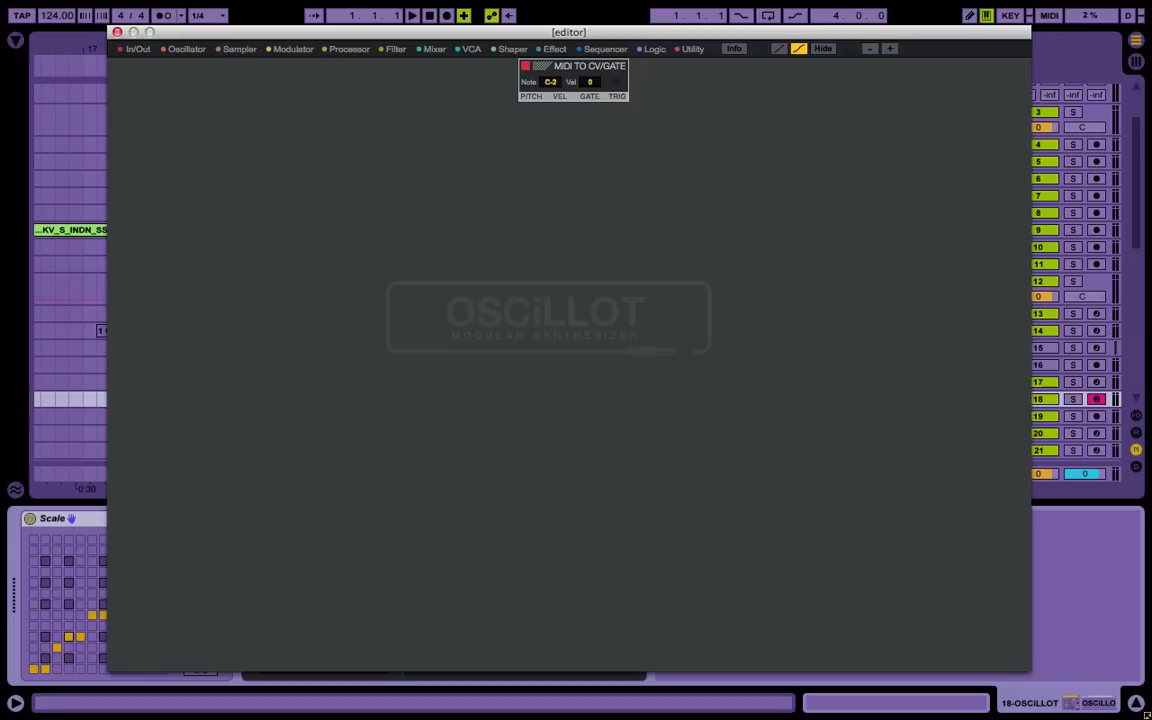 TAP 124.00 4 / 4 1/4 1. 1. 1 1. 1. 1 4. 0. 0 KEY MIDI 2 % D
[editor]
In/Out Oscillator Sampler Modulator Processor Filter Mixer VCA Shaper Effect Sequencer Logic Utility Info Hide - +
17
MIDI TO CV/GATE
Note C-2 Vel 0
PITCH VEL GATE TRIG
-inf -inf -inf
3 S
0 C
4 S
5 S
6 S
7 S
8 S
...KV_S_INDN_SS
9 S
10 S
11 S
12 S
0 C
OSCiLLOT
MODULAR SYNTHESIZER
13 S
14 S
15 S
16 S
17 S
18 S
19 S
20 S
21 S
0 0
0:30
Scale
18-OSCiLLOT OSCiLLO